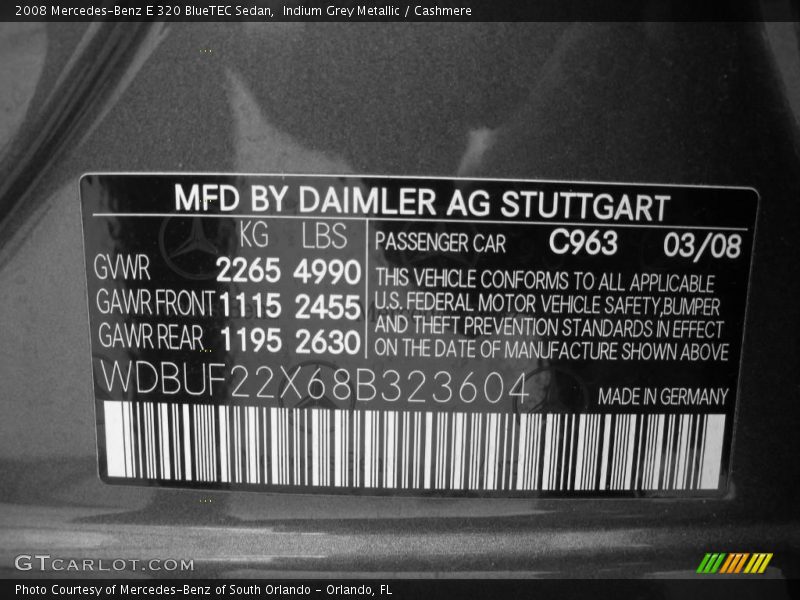 2008 Mercedes-Benz E 320 BlueTEC Sedan, Indium Grey Metallic / Cashmere
MFD BY DAIMLER AG STUTTGART
KG LBS
GVWR 2265 4990
GAWR FRONT 1115 2455
GAWR REAR 1195 2630
PASSENGER CAR C963 03/08
THIS VEHICLE CONFORMS TO ALL APPLICABLE
U.S. FEDERAL MOTOR VEHICLE SAFETY,BUMPER
AND THEFT PREVENTION STANDARDS IN EFFECT
ON THE DATE OF MANUFACTURE SHOWN ABOVE
WDBUF22X68B323604 MADE IN GERMANY
GTCARLOT.COM
Photo Courtesy of Mercedes-Benz of South Orlando - Orlando, FL